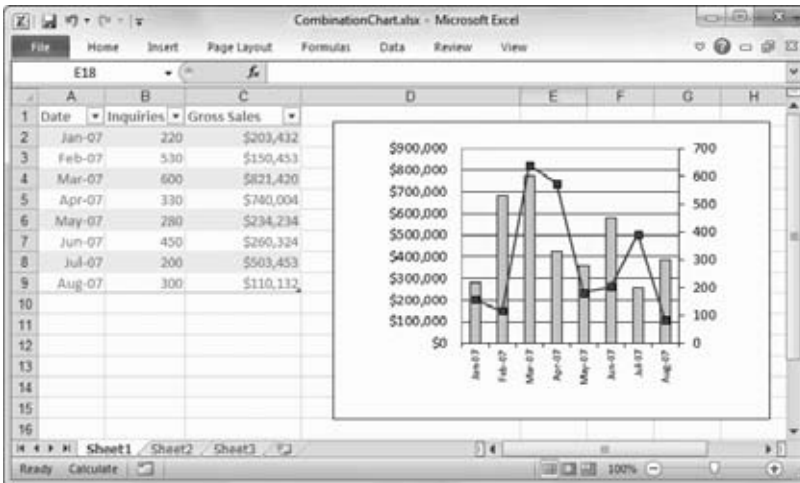 CombinationChart.xlsx - Microsoft Excel
File Home Insert Page Layout Formulas Data Review View
E18 fx
A B C D E F G H
1 Date Inquiries Gross Sales
2 Jan-07 220 $203,432
3 Feb-07 530 $150,453
4 Mar-07 600 $821,420
5 Apr-07 330 $740,004
6 May-07 280 $234,234
7 Jun-07 450 $260,324
8 Jul-07 200 $503,453
9 Aug-07 300 $110,132
10
11
12
13
14
15
16
$900,000
$800,000
$700,000
$600,000
$500,000
$400,000
$300,000
$200,000
$100,000
$0
700
600
500
400
300
200
100
0
Jan-07 Feb-07 Mar-07 Apr-07 May-07 Jun-07 Jul-07 Aug-07
Sheet1 Sheet2 Sheet3
Ready Calculate 100%